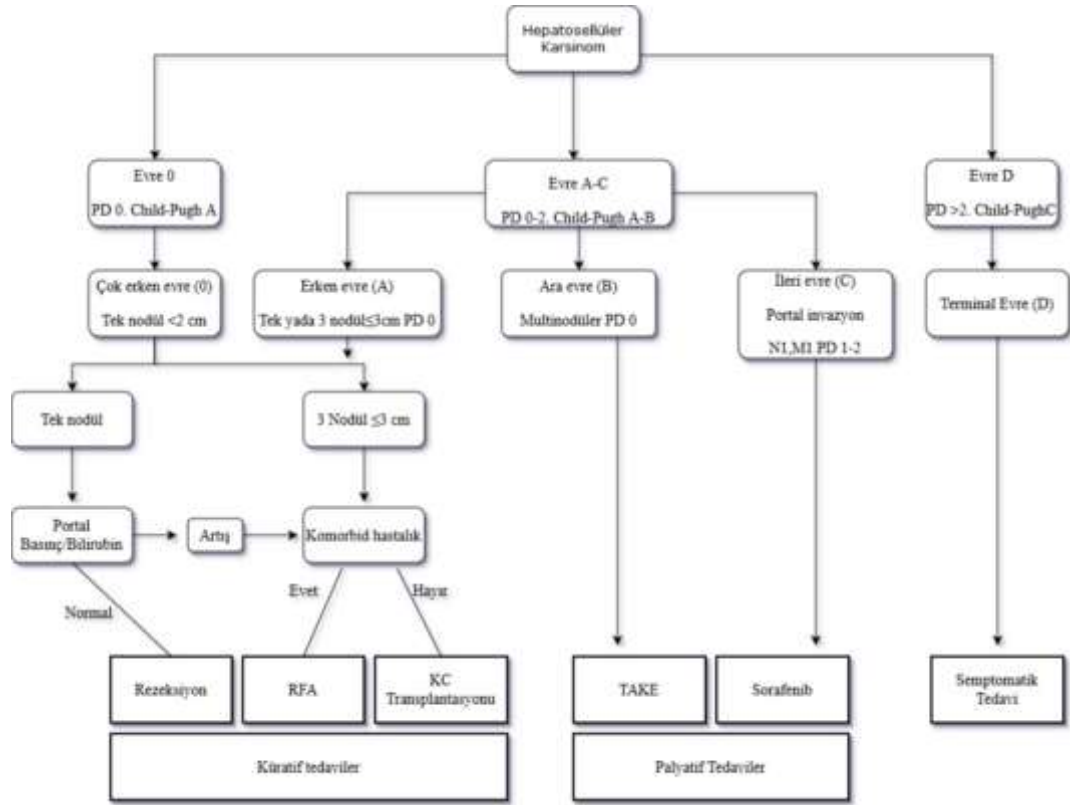 Hepatosellüler
Karsinom
Evre 0
PD 0. Child-Pugh A
Evre A-C
PD 0-2. Child-Pugh A-B
Evre D
PD >2. Child-PughC
Çok erken evre (0)
Tek nodül <2 cm
Erken evre (A)
Tek yada 3 nodül≤3cm PD 0
Ara evre (B)
Multinodüler PD 0
İleri evre (C)
Portal invazyon
N1,M1 PD 1-2
Terminal Evre (D)
Tek nodül
3 Nodül ≤3 cm
Portal
Basınç/Bilirubin
Artış
Komorbid hastalık
Normal
Evet
Hayır
Rezeksiyon
RFA
KC
Transplantasyonu
TAKE
Sorafenib
Semptomatik
Tedavi
Küratif tedaviler
Palyatif Tedaviler